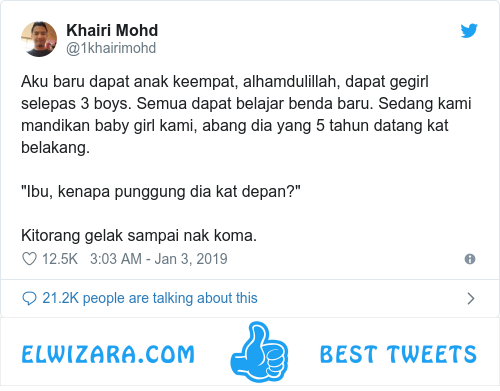 Khairi Mohd
@1khairimohd
Aku baru dapat anak keempat, alhamdulillah, dapat gegirl
selepas 3 boys. Semua dapat belajar benda baru. Sedang kami
mandikan baby girl kami, abang dia yang 5 tahun datang kat
belakang.
"Ibu, kenapa punggung dia kat depan?"
Kitorang gelak sampai nak koma.
12.5K 3:03 AM - Jan 3, 2019
21.2K people are talking about this
ELWIZARA.COM BEST TWEETS